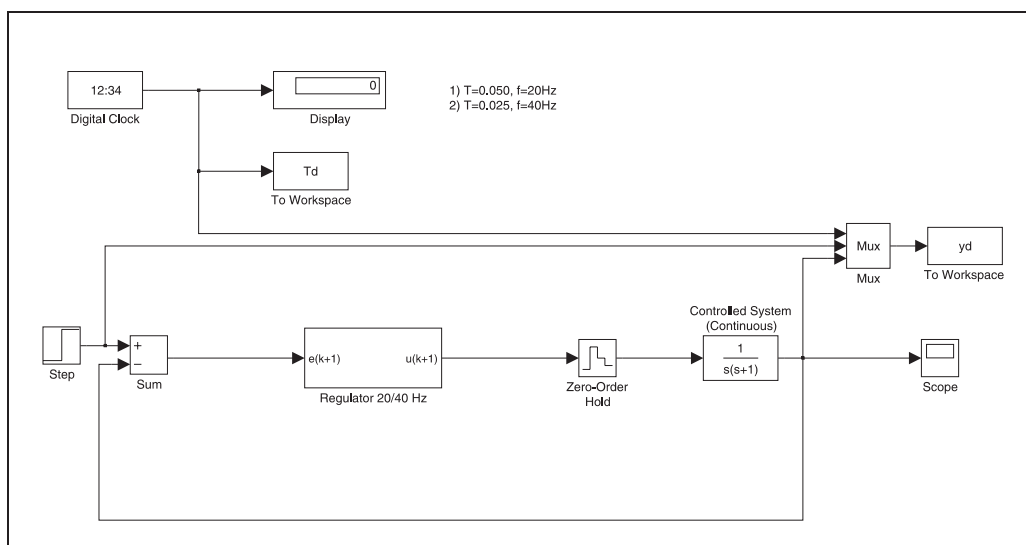 12:34
Digital Clock
0
Display
1) T=0.050, f=20Hz
2) T=0.025, f=40Hz
Td
To Workspace
Mux
Mux
yd
To Workspace
Step
+
−
Sum
e(k+1)
u(k+1)
Regulator 20/40 Hz
Zero-Order
Hold
Controlled System
(Continuous)
1
s(s+1)
Scope